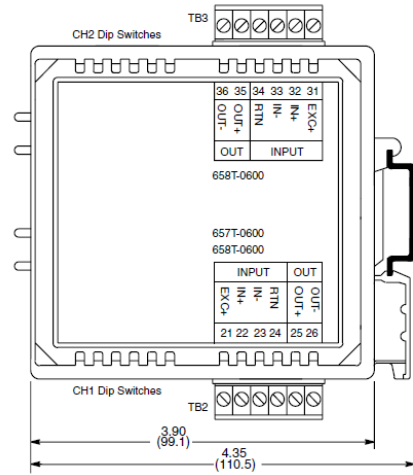 TB3
CH2 Dip Switches
36 35 34 33 32 31
OUT- OUT+ RTN IN- IN+ EXC+
OUT INPUT
658T-0600
657T-0600
658T-0600
INPUT OUT
EXC+ IN+ IN- RTN OUT+ OUT-
21 22 23 24 25 26
CH1 Dip Switches
TB2
3.90
(99.1)
4.35
(110.5)